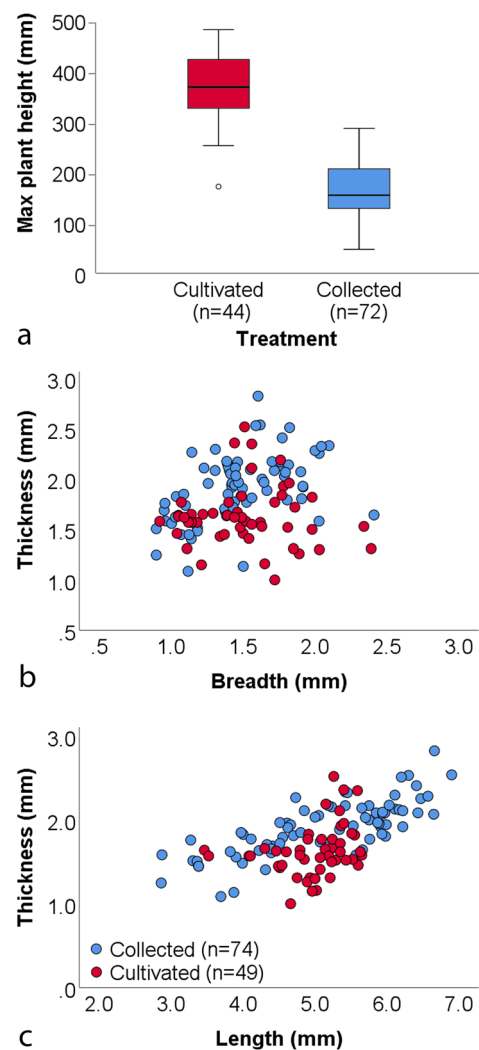 500
400
300
200
100
0
Max plant height (mm)
Cultivated
(n=44)
Collected
(n=72)
Treatment
a
3.0
2.5
2.0
1.5
1.0
.5
Thickness (mm)
.5 1.0 1.5 2.0 2.5 3.0
Breadth (mm)
b
3.0
2.0
1.0
.0
Thickness (mm)
Collected (n=74)
Cultivated (n=49)
2.0 3.0 4.0 5.0 6.0 7.0
Length (mm)
c